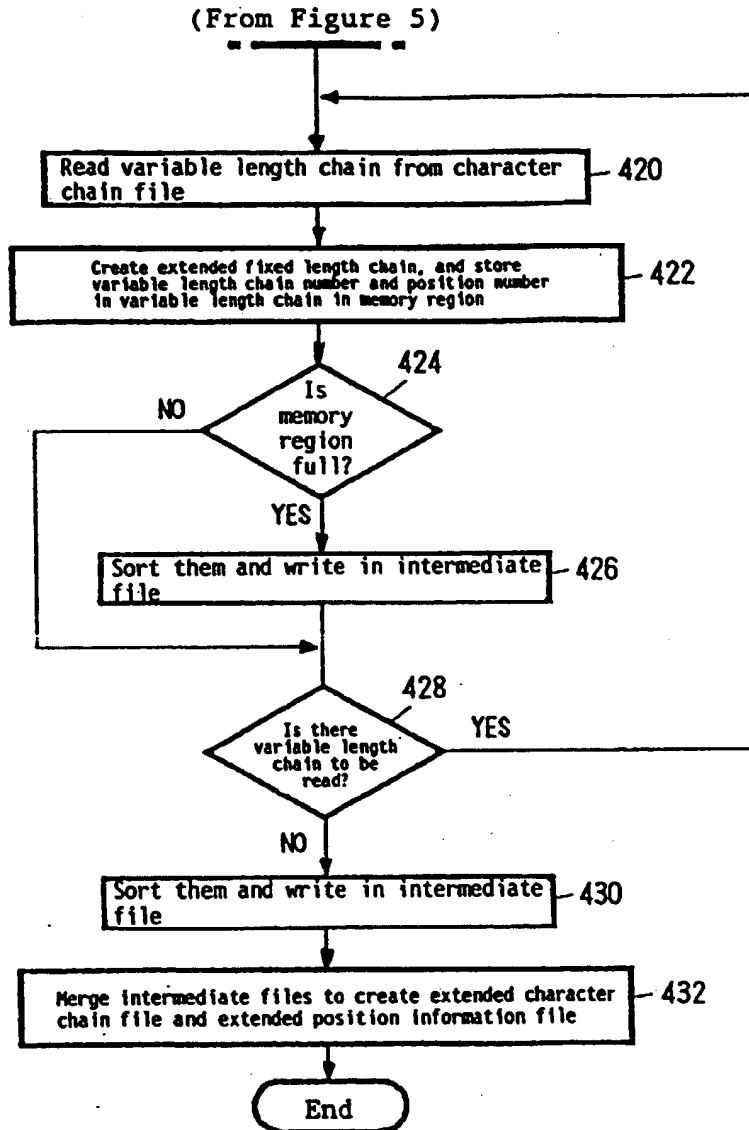 (From Figure 5)
Read variable length chain from character
chain file
420
Create extended fixed length chain, and store
variable length chain number and position number
in variable length chain in memory region
422
424
Is
memory
region
full?
NO
YES
Sort them and write in intermediate
file
426
428
Is there
variable length
chain to be
read?
YES
NO
Sort them and write in intermediate
file
430
Merge intermediate files to create extended character
chain file and extended position information file
432
End